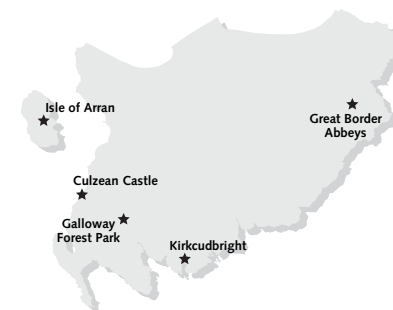 Isle of Arran
Great Border
Abbeys
Culzean Castle
Galloway
Forest Park
Kirkcudbright